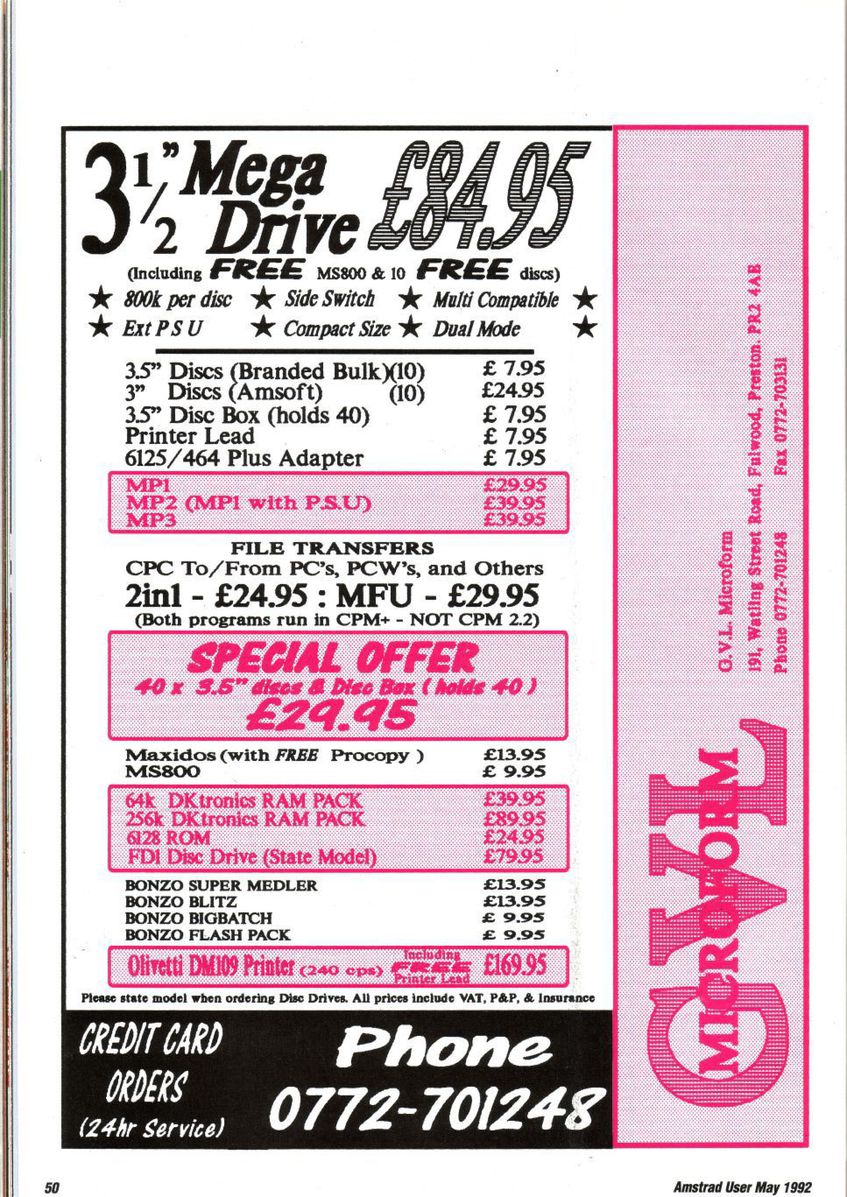 3 1/2" Mega Drive £84.95
(Including FREE MS800 & 10 FREE discs)
★ 800k per disc ★ Side Switch ★ Multi Compatible ★
★ Ext P S U ★ Compact Size ★ Dual Mode ★
3.5" Discs (Branded Bulk)(10) £ 7.95
3" Discs (Amsoft) (10) £24.95
3.5" Disc Box (holds 40) £ 7.95
Printer Lead £ 7.95
6125/464 Plus Adapter £ 7.95
MP1 £29.95
MP2 (MP1 with P.S.U) £39.95
MP3 £39.95
FILE TRANSFERS
CPC To/From PC's, PCW's, and Others
2in1 - £24.95 : MFU - £29.95
(Both programs run in CPM+ - NOT CPM 2.2)
SPECIAL OFFER
40 x 3.5" discs & Disc Box ( holds 40 )
£29.95
Maxidos (with FREE Procopy ) £13.95
MS800 £ 9.95
64k DKtronics RAM PACK £39.95
256k DKtronics RAM PACK £89.95
6128 ROM £24.95
FD1 Disc Drive (State Model) £79.95
BONZO SUPER MEDLER £13.95
BONZO BLITZ £13.95
BONZO BIGBATCH £ 9.95
BONZO FLASH PACK £ 9.95
Olivetti DM109 Printer (240 cps) Including FREE Printer Lead £169.95
Please state model when ordering Disc Drives. All prices include VAT, P&P, & Insurance
CREDIT CARD
ORDERS
(24hr Service)
Phone
0772-701248
GVL
MICROFORM
G.V.L. Microform
191, Watling Street Road, Fulwood, Preston. PR2 4AE
Phone 0772-701248 Fax 0772-703131
50
Amstrad User May 1992